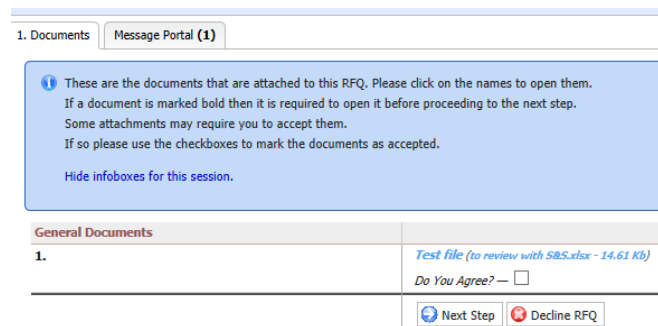 1. Documents
Message Portal (1)
These are the documents that are attached to this RFQ. Please click on the names to open them.
If a document is marked bold then it is required to open it before proceeding to the next step.
Some attachments may require you to accept them.
If so please use the checkboxes to mark the documents as accepted.
Hide infoboxes for this session.
General Documents
1.
Test file (to review with S&S.xlsx - 14.61 Kb)
Do You Agree? —
Next Step
Decline RFQ